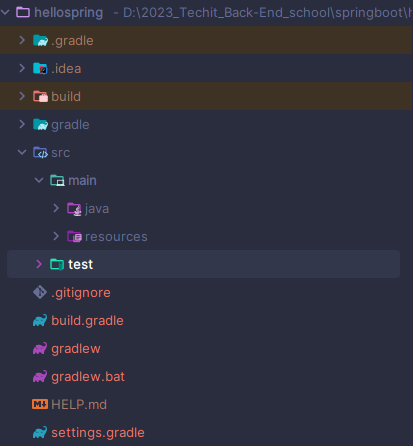 hellospring - D:\2023_Techit_Back-End_school\springboot\h
.gradle
.idea
build
gradle
src
main
java
resources
test
.gitignore
build.gradle
gradlew
gradlew.bat
HELP.md
settings.gradle